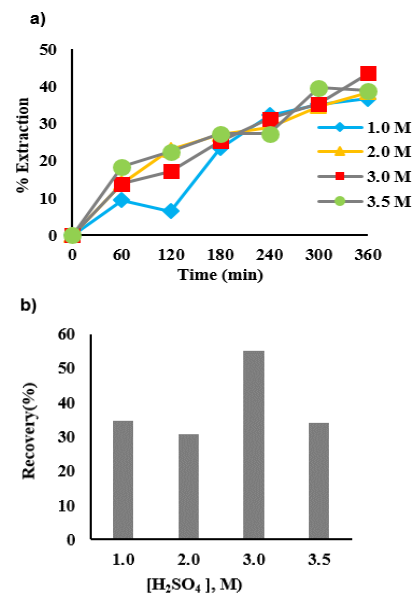 a)
50
40
30
20
10
0
% Extraction
0 60 120 180 240 300 360
Time (min)
1.0 M
2.0 M
3.0 M
3.5 M
b)
60
50
40
30
20
10
0
Recovery(%)
1.0 2.0 3.0 3.5
[H₂SO₄ ], M)